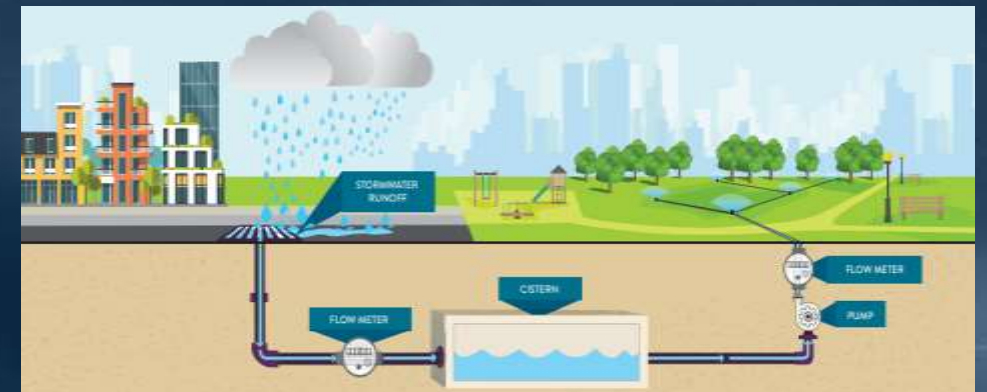 STORMWATER
RUNOFF
FLOW METER
CISTERN
FLOW METER
PUMP